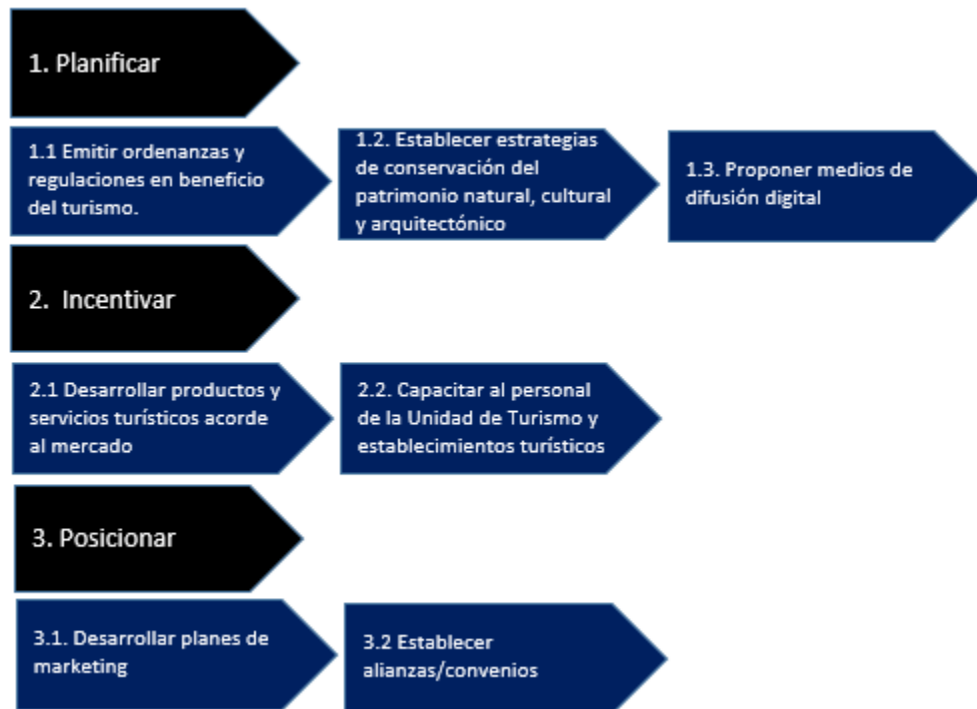 1. Planificar
1.1 Emitir ordenanzas y
regulaciones en beneficio
del turismo.
1.2. Establecer estrategias
de conservación del
patrimonio natural, cultural
y arquitectónico
1.3. Proponer medios de
difusión digital
2. Incentivar
2.1 Desarrollar productos y
servicios turísticos acorde
al mercado
2.2. Capacitar al personal
de la Unidad de Turismo y
establecimientos turísticos
3. Posicionar
3.1. Desarrollar planes de
marketing
3.2 Establecer
alianzas/convenios